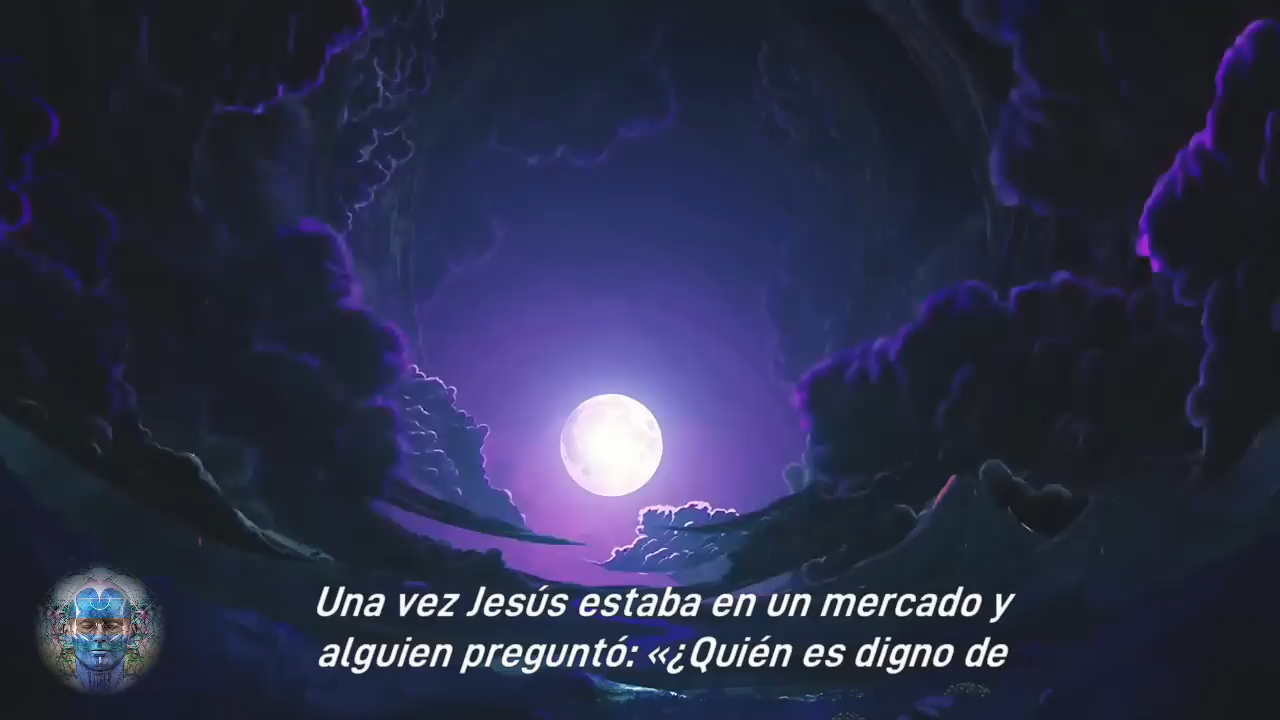 Una vez Jesús estaba en un mercado y
alguien preguntó: «¿Quién es digno de